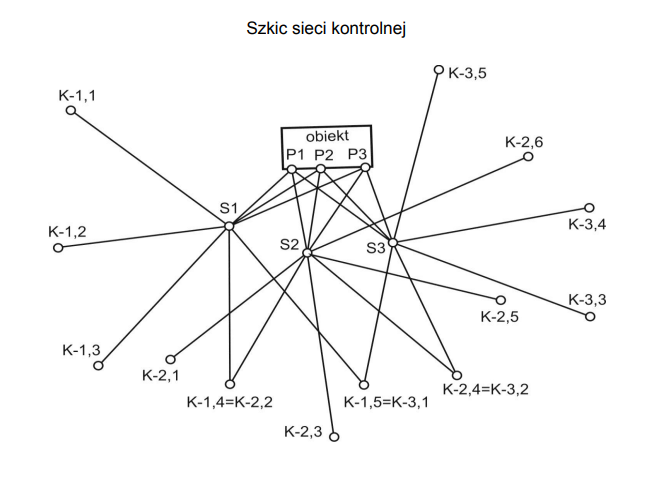 Szkic sieci kontrolnej
K-3,5
K-1,1
obiekt
K-2,6
P1 P2 P3
S1
K-3,4
K-1,2
S2
S3
K-3,3
K-2,5
K-1,3
K-2,1
K-2,4=K-3,2
K-1,4=K-2,2
K-1,5=K-3,1
K-2,3